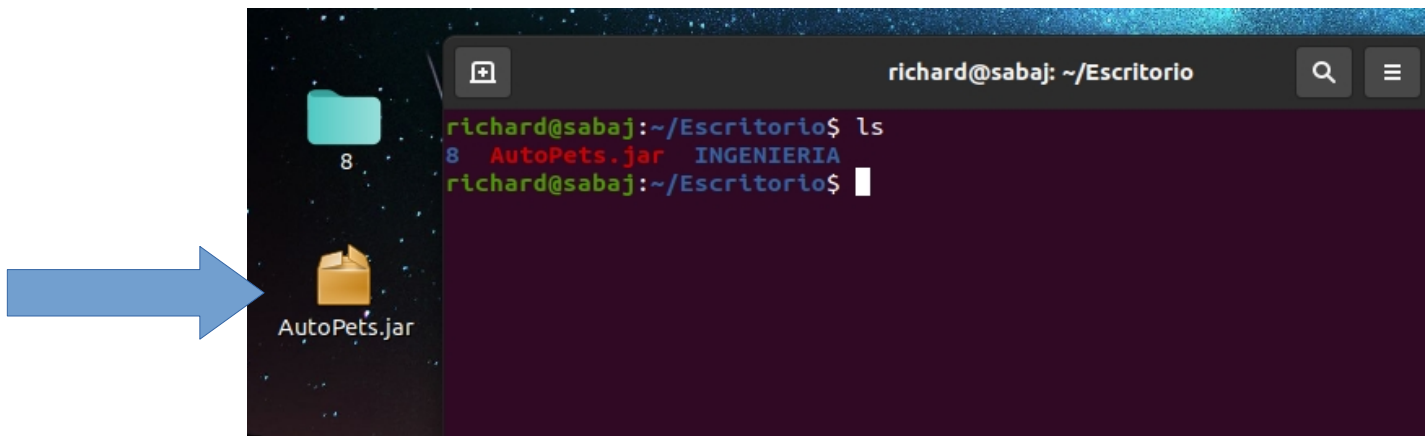 8
AutoPets.jar
richard@sabaj: ~/Escritorio
richard@sabaj:~/Escritorio$ ls
8 AutoPets.jar INGENIERIA
richard@sabaj:~/Escritorio$